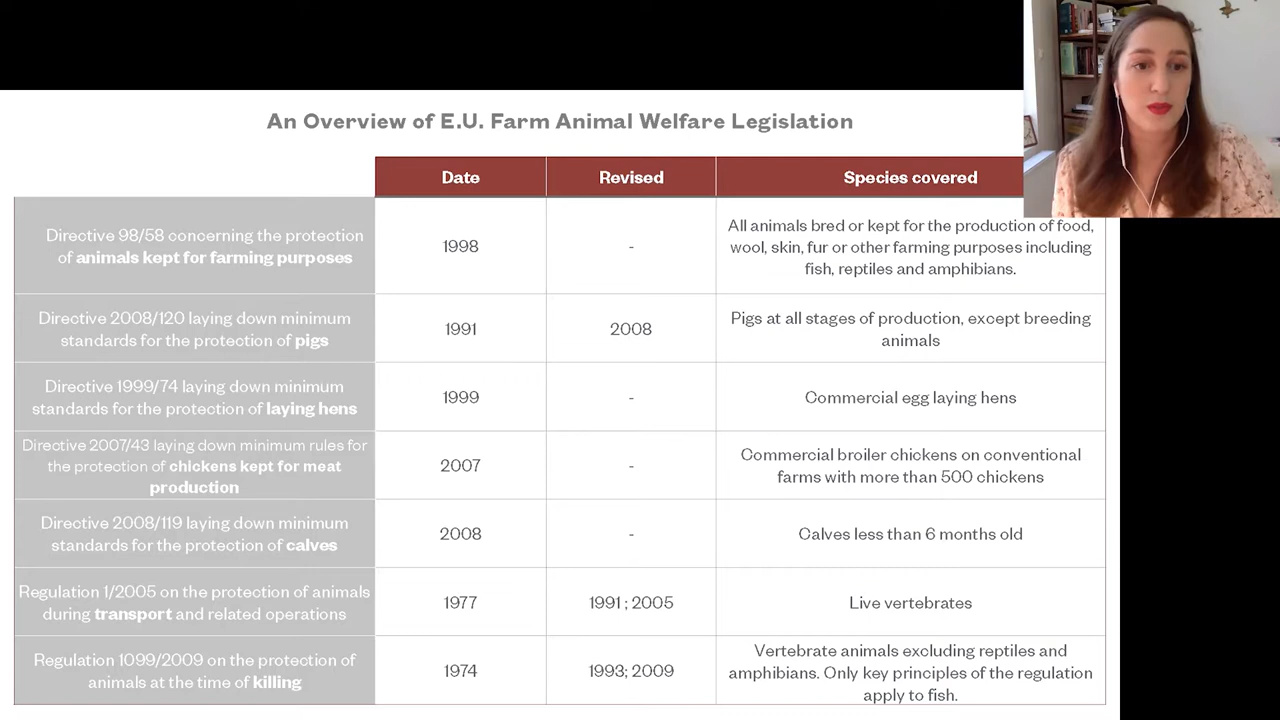 An Overview of E.U. Farm Animal Welfare Legislation
Date
Revised
Species covered
Directive 98/58 concerning the protection
of animals kept for farming purposes
1998
-
All animals bred or kept for the production of food,
wool, skin, fur or other farming purposes including
fish, reptiles and amphibians.
Directive 2008/120 laying down minimum
standards for the protection of pigs
1991
2008
Pigs at all stages of production, except breeding
animals
Directive 1999/74 laying down minimum
standards for the protection of laying hens
1999
-
Commercial egg laying hens
Directive 2007/43 laying down minimum rules for
the protection of chickens kept for meat
production
2007
-
Commercial broiler chickens on conventional
farms with more than 500 chickens
Directive 2008/119 laying down minimum
standards for the protection of calves
2008
-
Calves less than 6 months old
Regulation 1/2005 on the protection of animals
during transport and related operations
1977
1991 ; 2005
Live vertebrates
Regulation 1099/2009 on the protection of
animals at the time of killing
1974
1993; 2009
Vertebrate animals excluding reptiles and
amphibians. Only key principles of the regulation
apply to fish.